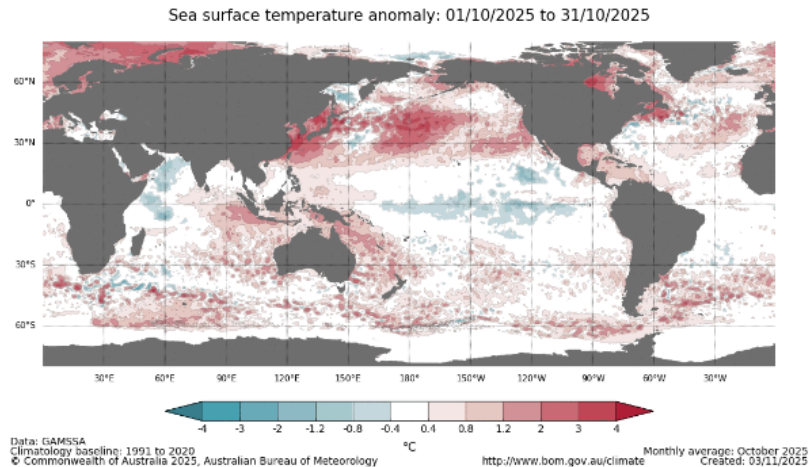 Sea surface temperature anomaly: 01/10/2025 to 31/10/2025
60°N
30°N
0°
30°S
60°S
30°E 60°E 90°E 120°E 150°E 180° 150°W 120°W 90°W 60°W 30°W
-4 -3 -2 -1.2 -0.8 -0.4 0.4 0.8 1.2 2 3 4
°C
Data: GAMSSA
Climatology baseline: 1991 to 2020
© Commonwealth of Australia 2025, Australian Bureau of Meteorology
http://www.bom.gov.au/climate
Monthly average: October 2025
Created: 03/11/2025